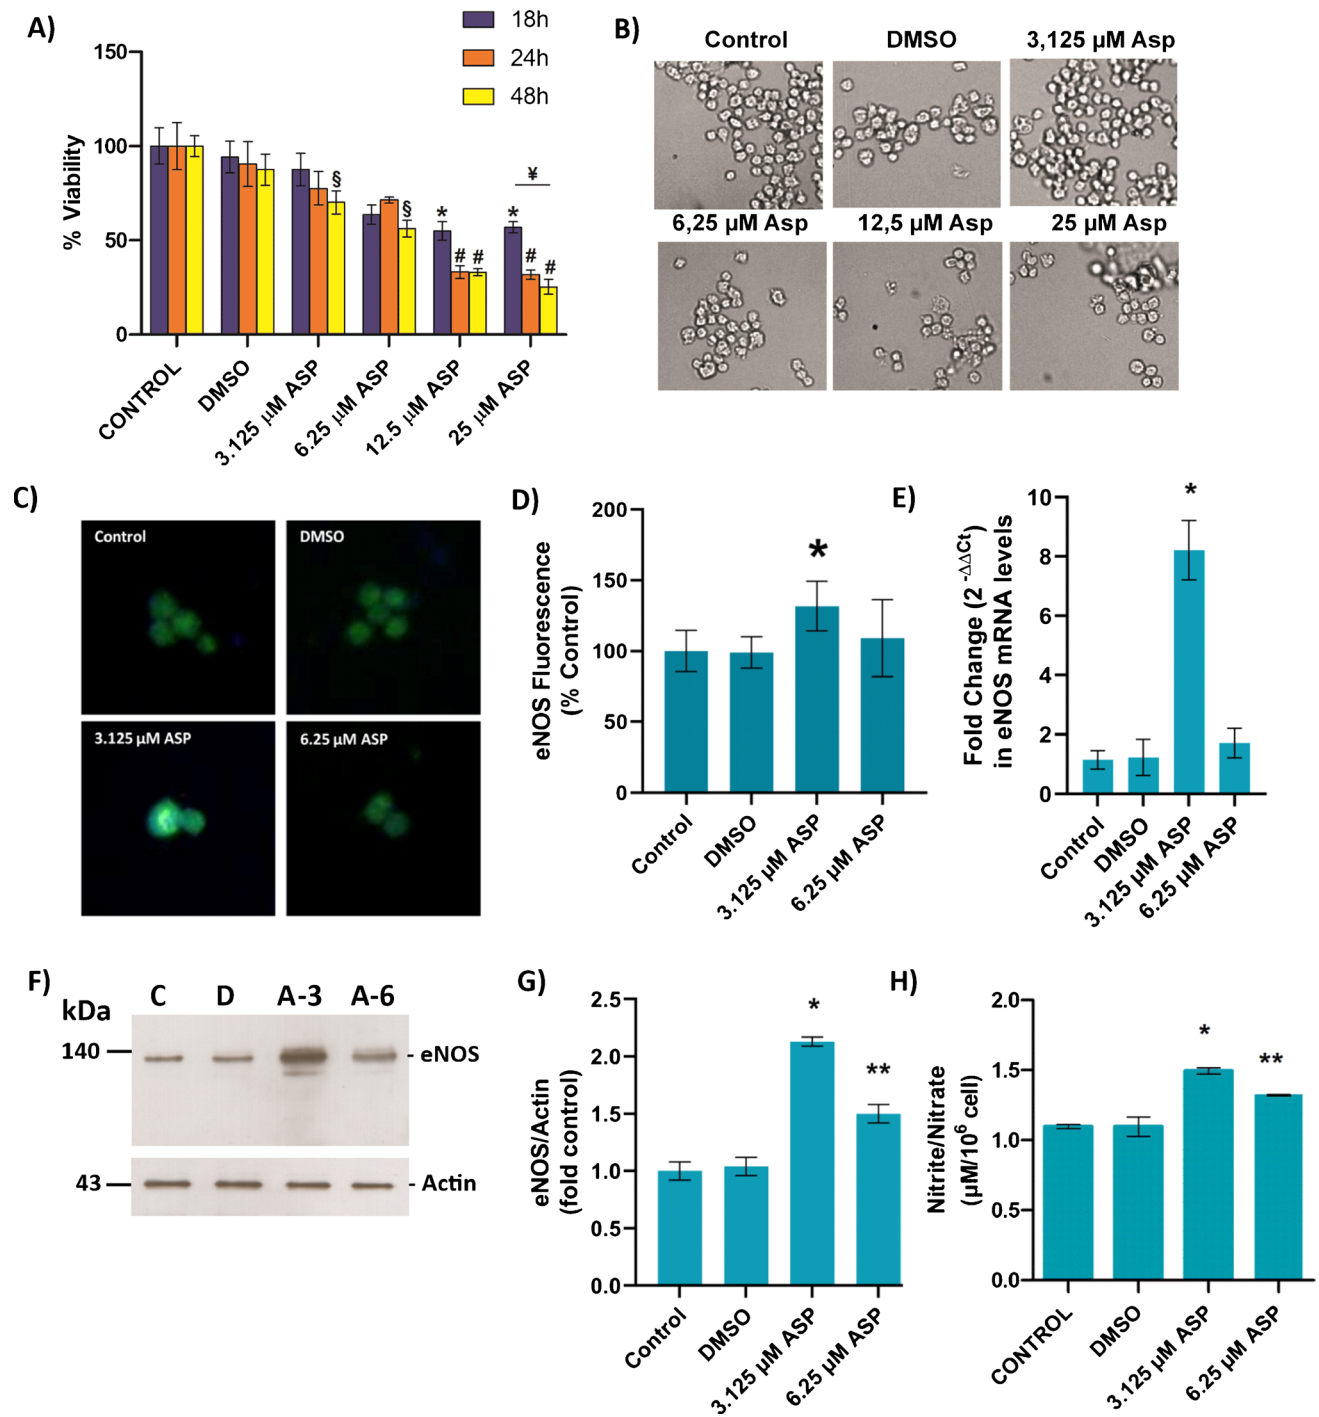 A)
18h
24h
48h
% Viability
150
100
50
0
§
§
*
#
#
*
#
#
¥
CONTROL
DMSO
3.125 µM ASP
6.25 µM ASP
12.5 µM ASP
25 µM ASP
B)
Control
DMSO
3,125 µM Asp
6,25 µM Asp
12,5 µM Asp
25 µM Asp
C)
Control
DMSO
3.125 µM ASP
6.25 µM ASP
D)
eNOS Fluorescence
(% Control)
200
150
100
50
0
*
Control
DMSO
3.125 µM ASP
6.25 µM ASP
E)
Fold Change (2 -ΔΔCt)
in eNOS mRNA levels
10
8
6
4
2
0
*
Control
DMSO
3.125 µM ASP
6.25 µM ASP
F)
kDa
C D A-3 A-6
140
- eNOS
43
- Actin
G)
eNOS/Actin
(fold control)
2.5
2.0
1.5
1.0
0.5
0.0
*
**
Control
DMSO
3.125 µM ASP
6.25 µM ASP
H)
Nitrite/Nitrate
(µM/10⁶ cell)
2.0
1.5
1.0
0.5
0.0
*
**
CONTROL
DMSO
3.125 µM ASP
6.25 µM ASP